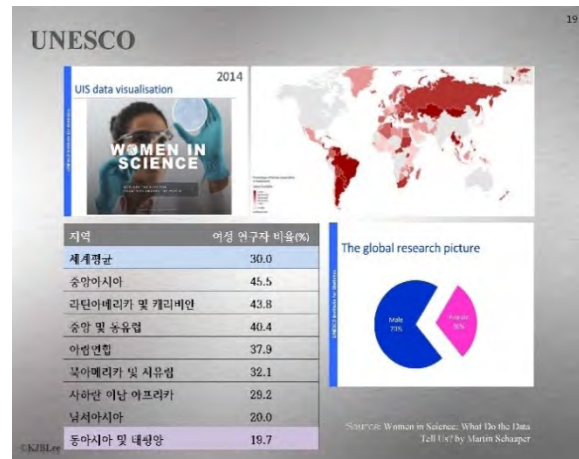 19
UNESCO
UIS data visualisation
2014
WOMEN IN
SCIENCE
지역 여성 연구자 비율(%)
세계평균 30.0
중앙아시아 45.5
라틴아메리카 및 캐리비안 43.8
중앙 및 동유럽 40.4
아랍연합 37.9
북아메리카 및 서유럽 32.1
사하란 이남 아프리카 29.2
남서아시아 20.0
동아시아 및 태평양 19.7
The global research picture
Male
70%
Female
30%
Source: Women in Science: What Do the Data
Tell Us? by Martin Schaaper
©KJBLee